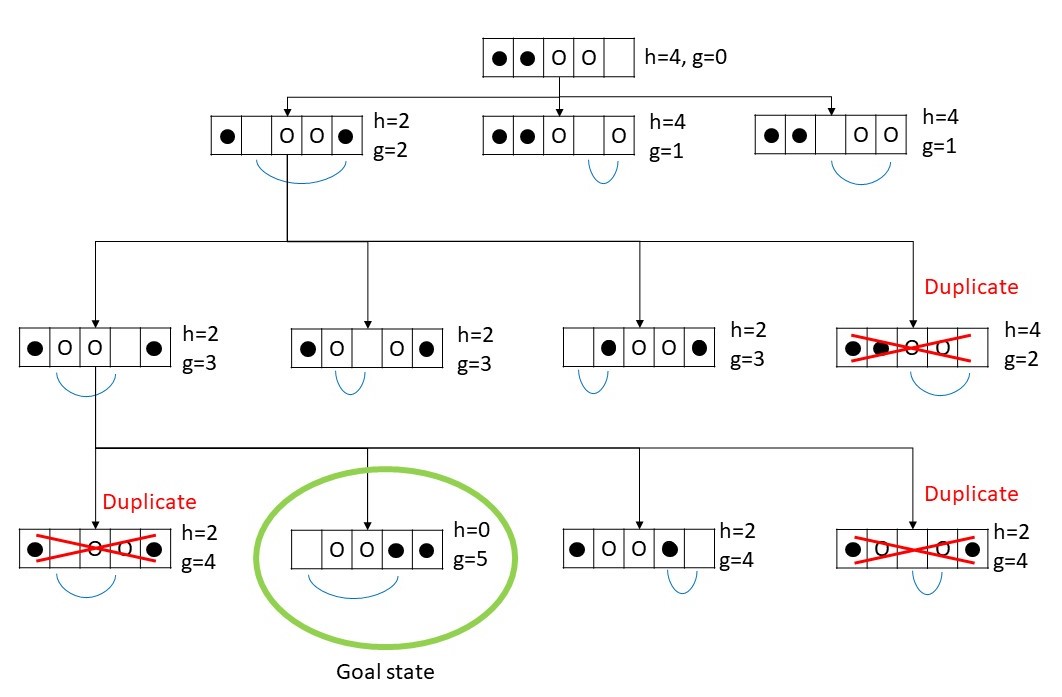 ● ● O O
h=4, g=0
● O O ●
h=2
g=2
● ● O O
h=4
g=1
● ● O O
h=4
g=1
Duplicate
● O O ●
h=2
g=3
● O O ●
h=2
g=3
● O O ●
h=2
g=3
● ● O O
h=4
g=2
Duplicate
Duplicate
● O O ●
h=2
g=4
O O ● ●
h=0
g=5
● O O ●
h=2
g=4
● O O ●
h=2
g=4
Goal state